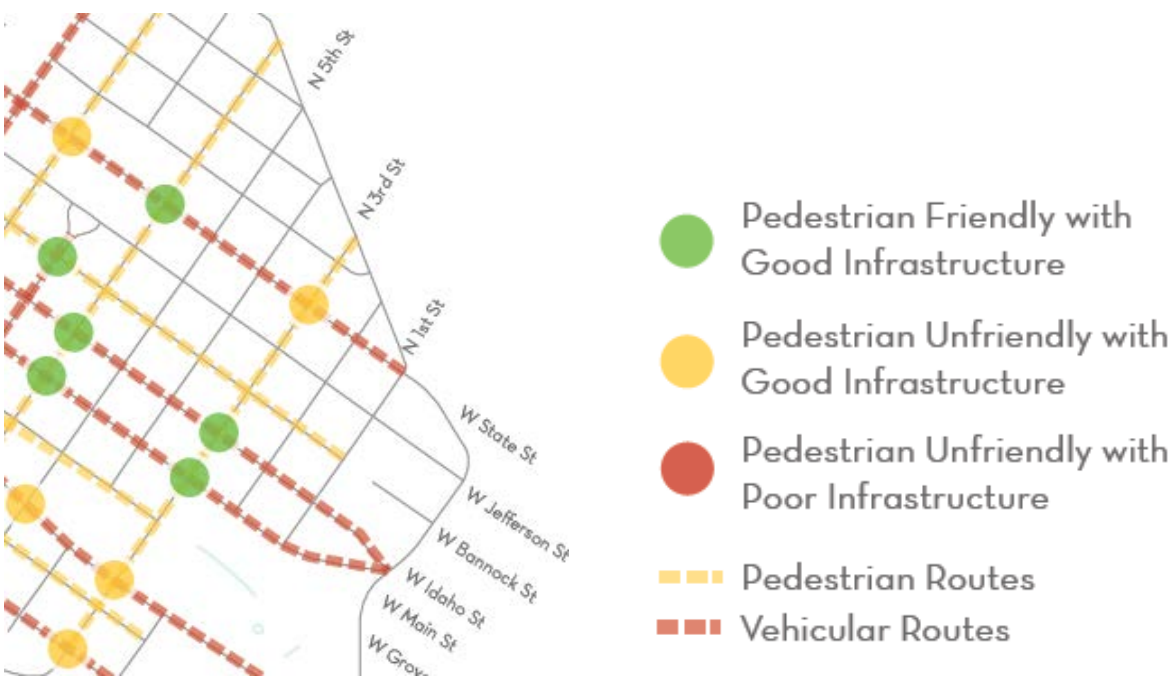 N 5th St
N 3rd St
N 1st St
W State St
W Jefferson St
W Bannock St
W Idaho St
W Main St
Pedestrian Friendly with
Good Infrastructure
Pedestrian Unfriendly with
Good Infrastructure
Pedestrian Unfriendly with
Poor Infrastructure
Pedestrian Routes
Vehicular Routes